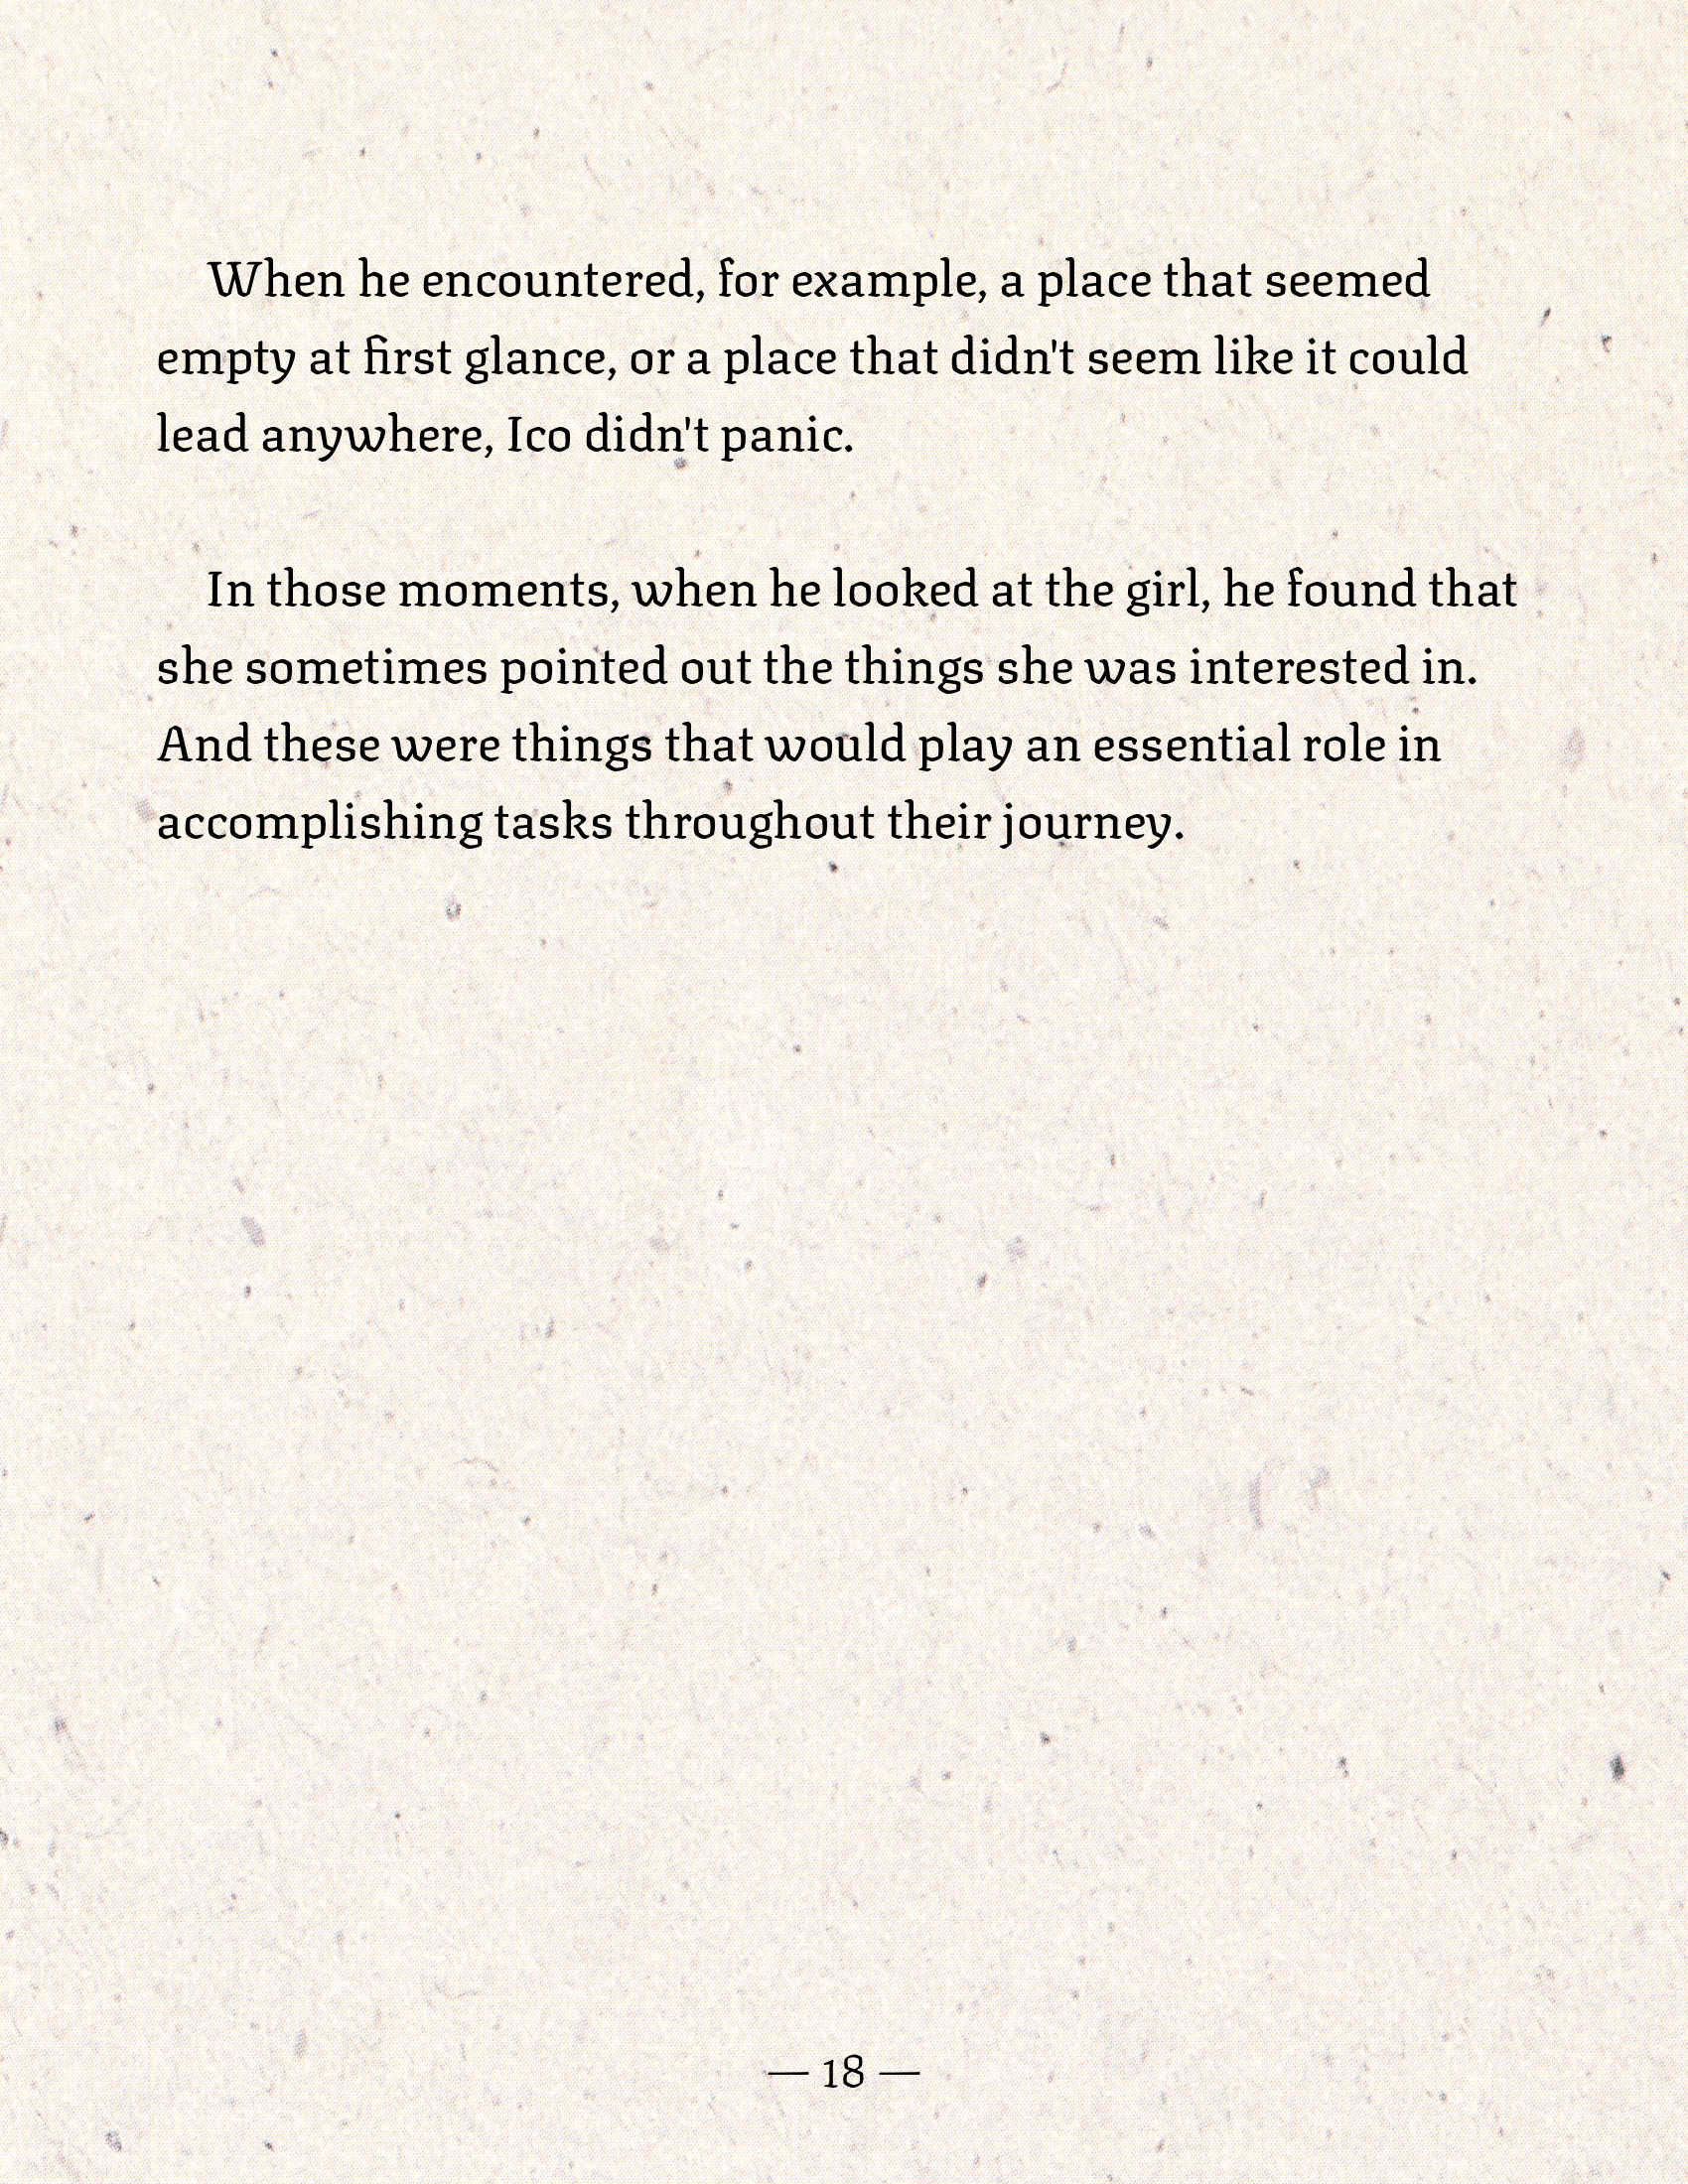 When he encountered, for example, a place that seemed
empty at first glance, or a place that didn't seem like it could
lead anywhere, Ico didn't panic.
In those moments, when he looked at the girl, he found that
she sometimes pointed out the things she was interested in.
And these were things that would play an essential role in
accomplishing tasks throughout their journey.
— 18 —